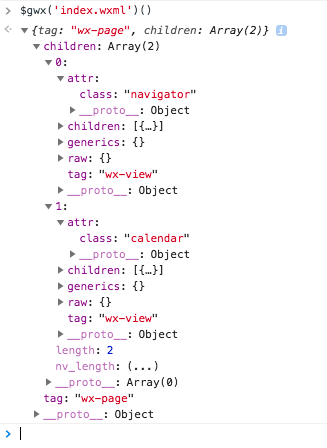 > $gwx('index.wxml')()
<· ▼{tag: "wx-page", children: Array(2)} i
▼children: Array(2)
▼0:
▼attr:
class: "navigator"
▶__proto__: Object
▶children: [{…}]
▶generics: {}
▶raw: {}
tag: "wx-view"
▶__proto__: Object
▼1:
▼attr:
class: "calendar"
▶__proto__: Object
▶children: [{…}]
▶generics: {}
▶raw: {}
tag: "wx-view"
▶__proto__: Object
length: 2
nv_length: (...)
▶__proto__: Array(0)
tag: "wx-page"
▶__proto__: Object
>